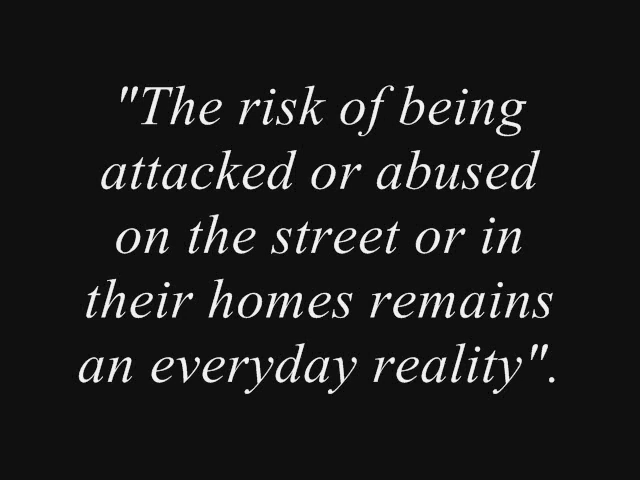 "The risk of being
attacked or abused
on the street or in
their homes remains
an everyday reality".